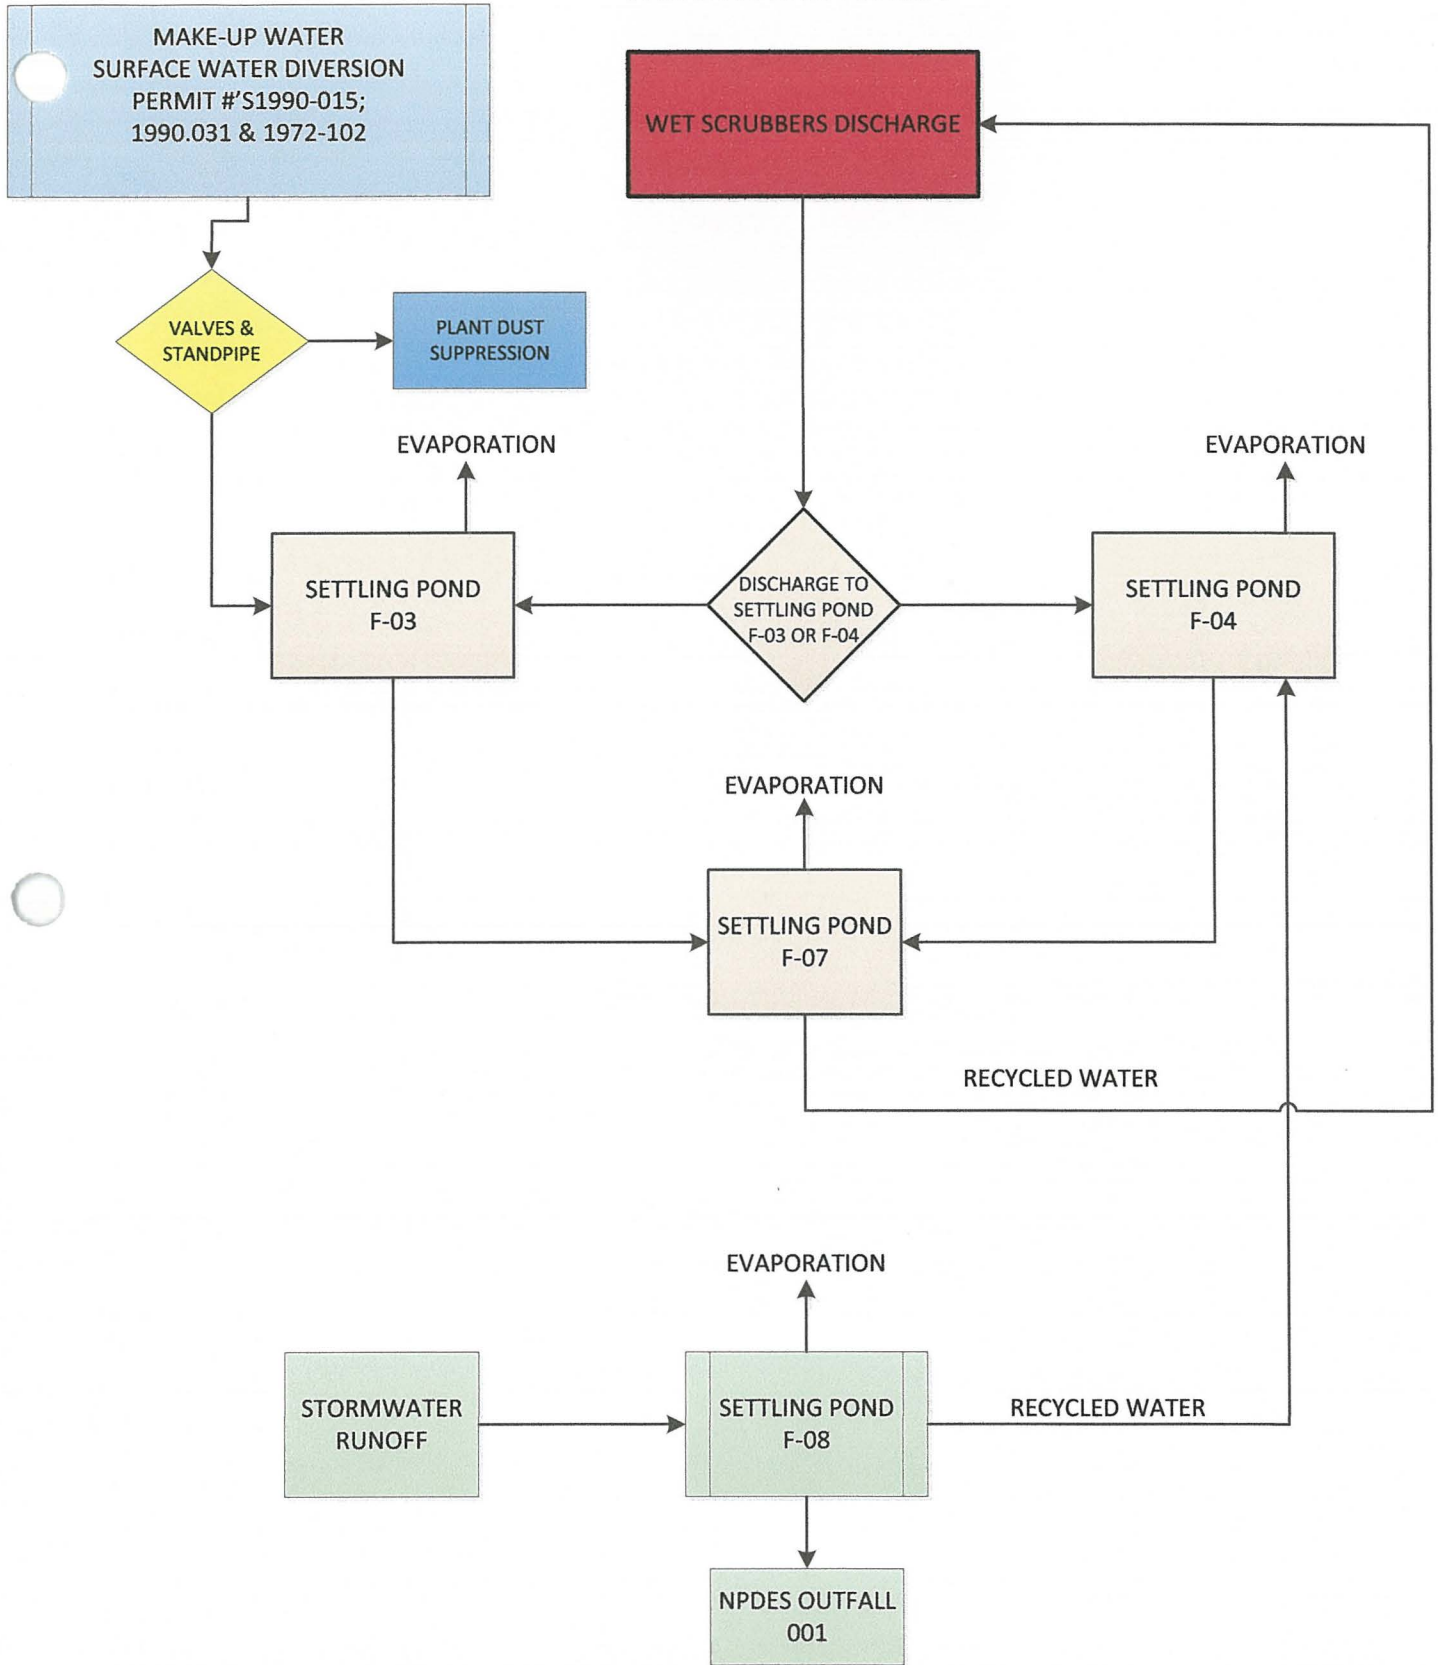 MAKE-UP WATER
SURFACE WATER DIVERSION
PERMIT #'S1990-015;
1990.031 & 1972-102
WET SCRUBBERS DISCHARGE
VALVES &
STANDPIPE
PLANT DUST
SUPPRESSION
EVAPORATION
EVAPORATION
SETTLING POND
F-03
DISCHARGE TO
SETTLING POND
F-03 OR F-04
SETTLING POND
F-04
EVAPORATION
SETTLING POND
F-07
RECYCLED WATER
EVAPORATION
STORMWATER
RUNOFF
SETTLING POND
F-08
RECYCLED WATER
NPDES OUTFALL
001